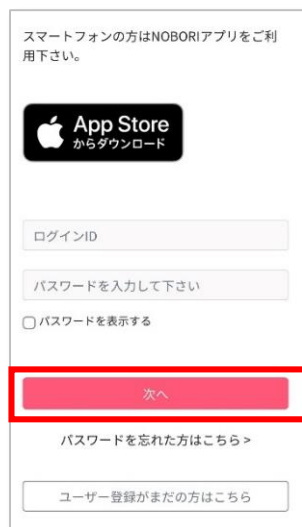 スマートフォンの方はNOBORIアプリをご利
用下さい。
App Store
からダウンロード
ログインID
パスワードを入力して下さい
パスワードを表示する
次へ
パスワードを忘れた方はこちら >
ユーザー登録がまだの方はこちら